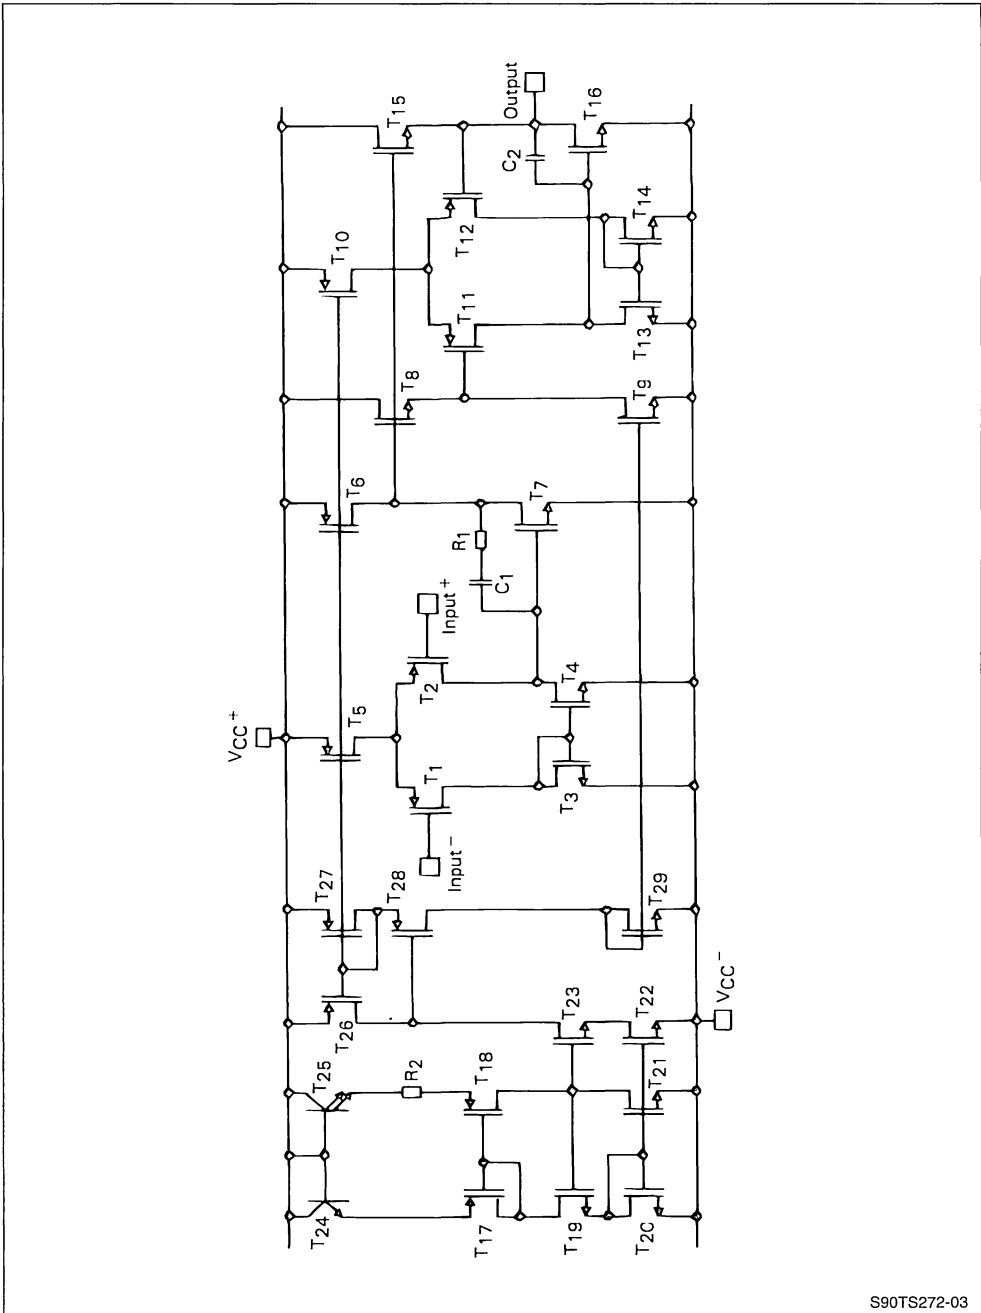 VCC+
T24
T25
R2
T17
T18
T19
T2C
T21
T26
T27
T28
T23
T22
T29
VCC−
Input−
T1
T5
T2
Input+
T3
T4
C1
R1
T6
T7
T8
T9
T10
T11
T12
T13
T14
T15
C2
Output
T16
S90TS272-03